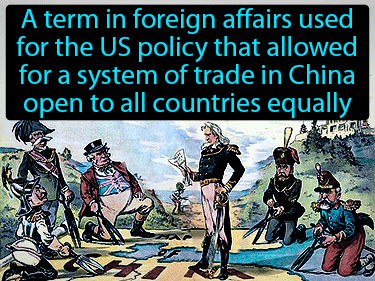 A term in foreign affairs used
for the US policy that allowed
for a system of trade in China
open to all countries equally
CHINA